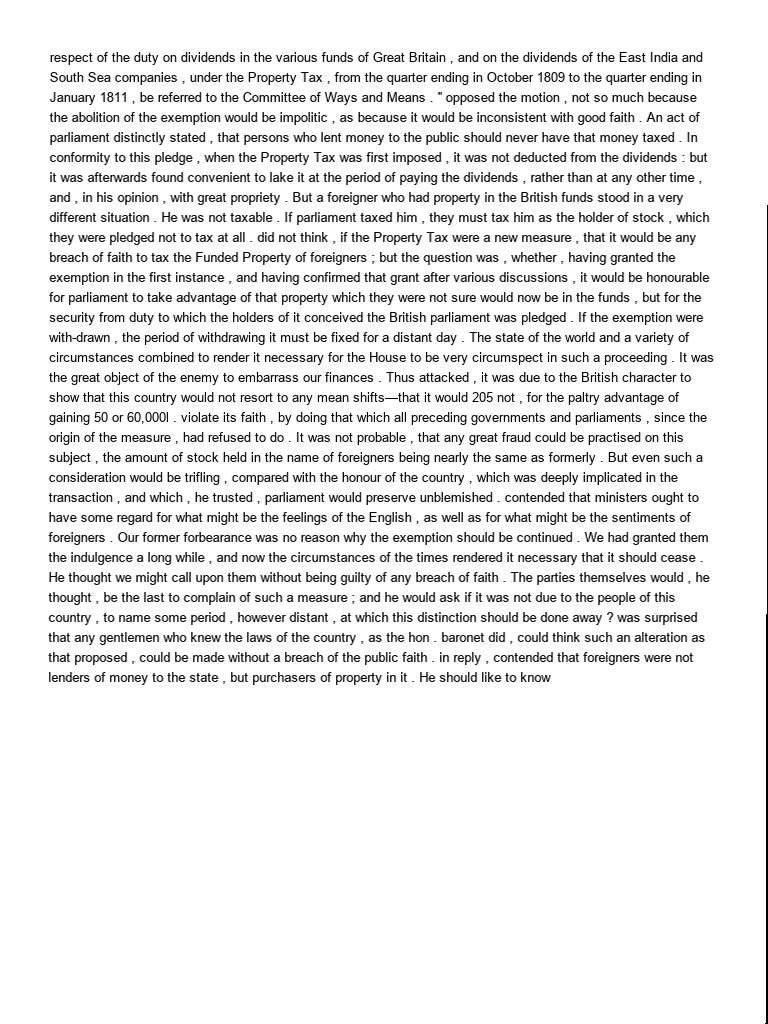 respect of the duty on dividends in the various funds of Great Britain , and on the dividends of the East India and
South Sea companies , under the Property Tax , from the quarter ending in October 1809 to the quarter ending in
January 1811 , be referred to the Committee of Ways and Means . " opposed the motion , not so much because
the abolition of the exemption would be impolitic , as because it would be inconsistent with good faith . An act of
parliament distinctly stated , that persons who lent money to the public should never have that money taxed . In
conformity to this pledge , when the Property Tax was first imposed , it was not deducted from the dividends : but
it was afterwards found convenient to lake it at the period of paying the dividends , rather than at any other time ,
and , in his opinion , with great propriety . But a foreigner who had property in the British funds stood in a very
different situation . He was not taxable . If parliament taxed him , they must tax him as the holder of stock , which
they were pledged not to tax at all . did not think , if the Property Tax were a new measure , that it would be any
breach of faith to tax the Funded Property of foreigners ; but the question was , whether , having granted the
exemption in the first instance , and having confirmed that grant after various discussions , it would be honourable
for parliament to take advantage of that property which they were not sure would now be in the funds , but for the
security from duty to which the holders of it conceived the British parliament was pledged . If the exemption were
with-drawn , the period of withdrawing it must be fixed for a distant day . The state of the world and a variety of
circumstances combined to render it necessary for the House to be very circumspect in such a proceeding . It was
the great object of the enemy to embarrass our finances . Thus attacked , it was due to the British character to
show that this country would not resort to any mean shifts—that it would 205 not , for the paltry advantage of
gaining 50 or 60,000l . violate its faith , by doing that which all preceding governments and parliaments , since the
origin of the measure , had refused to do . It was not probable , that any great fraud could be practised on this
subject , the amount of stock held in the name of foreigners being nearly the same as formerly . But even such a
consideration would be trifling , compared with the honour of the country , which was deeply implicated in the
transaction , and which , he trusted , parliament would preserve unblemished . contended that ministers ought to
have some regard for what might be the feelings of the English , as well as for what might be the sentiments of
foreigners . Our former forbearance was no reason why the exemption should be continued . We had granted them
the indulgence a long while , and now the circumstances of the times rendered it necessary that it should cease .
He thought we might call upon them without being guilty of any breach of faith . The parties themselves would , he
thought , be the last to complain of such a measure ; and he would ask if it was not due to the people of this
country , to name some period , however distant , at which this distinction should be done away ? was surprised
that any gentlemen who knew the laws of the country , as the hon . baronet did , could think such an alteration as
that proposed , could be made without a breach of the public faith . in reply , contended that foreigners were not
lenders of money to the state , but purchasers of property in it . He should like to know